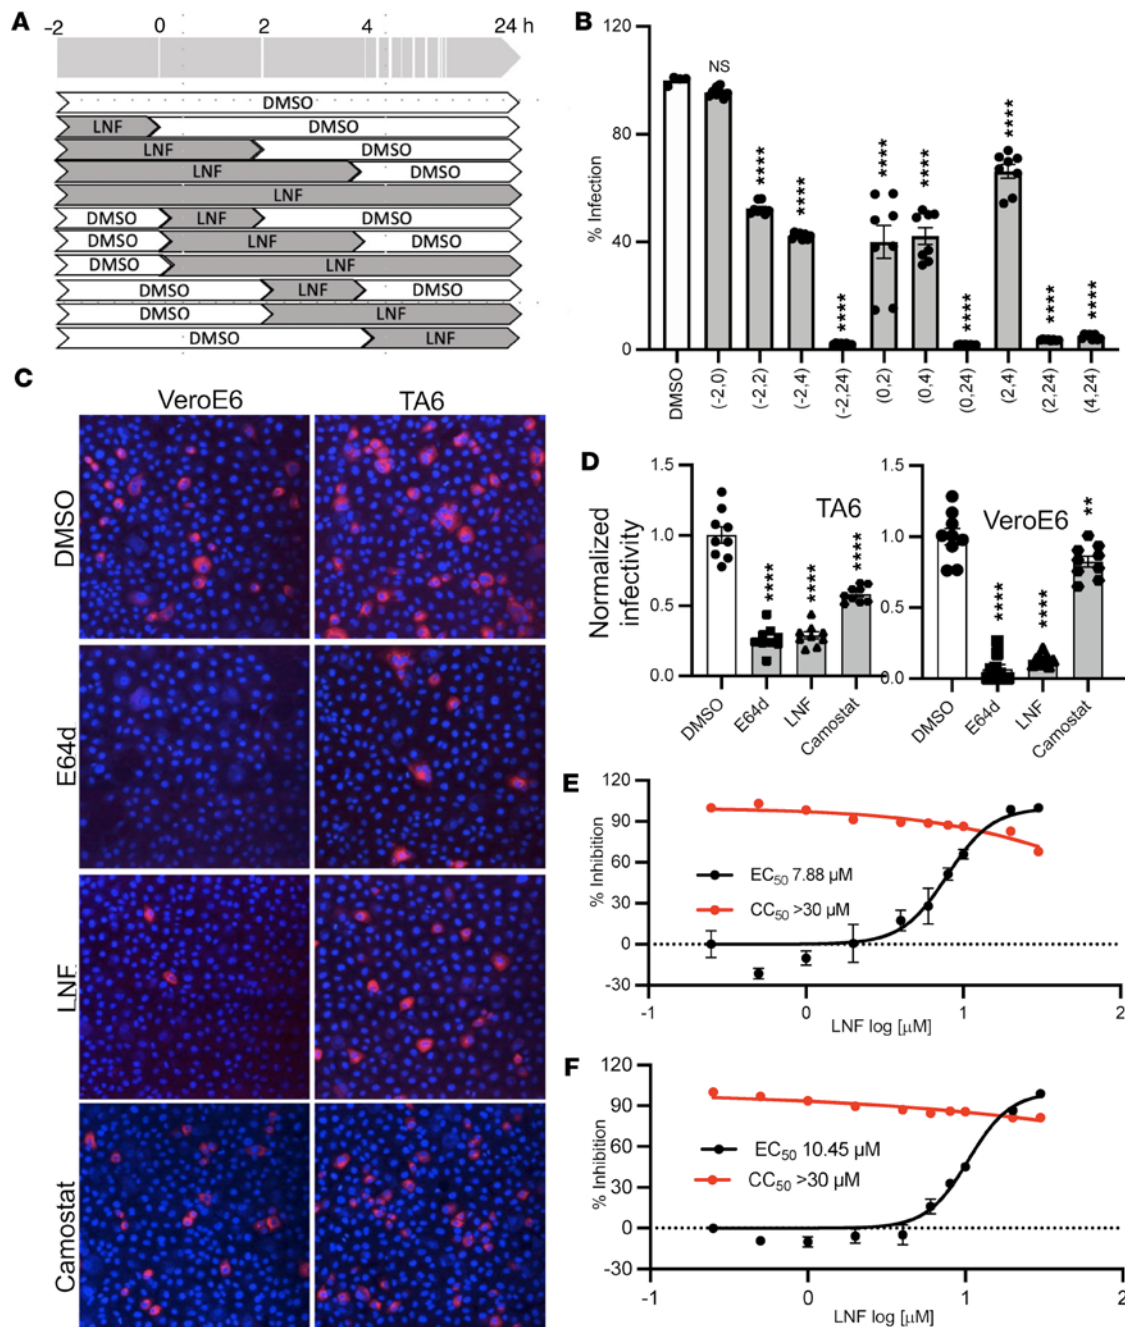 A
-2 0 2 4 24 h
DMSO
LNF DMSO
LNF DMSO
LNF DMSO
LNF
DMSO LNF DMSO
DMSO LNF DMSO
DMSO LNF
DMSO LNF DMSO
DMSO LNF
DMSO LNF
B
120
80
40
0
% Infection
NS
****
****
****
****
****
****
****
****
****
DMSO
(-2,0)
(-2,2)
(-2,4)
(-2,24)
(0,2)
(0,4)
(0,24)
(2,4)
(2,24)
(4,24)
C
VeroE6 TA6
DMSO
E64d
LNF
Camostat
D
Normalized
infectivity
1.5
1.0
0.5
0.0
TA6
****
****
****
DMSO
E64d
LNF
Camostat
1.5
1.0
0.5
0.0
VeroE6
****
****
**
DMSO
E64d
LNF
Camostat
E
% Inhibition
120
90
60
30
0
-30
EC50 7.88 µM
CC50 >30 µM
-1 0 1 2
LNF log [µM]
F
% Inhibition
120
90
60
30
0
-30
EC50 10.45 µM
CC50 >30 µM
-1 0 1 2
LNF log [µM]